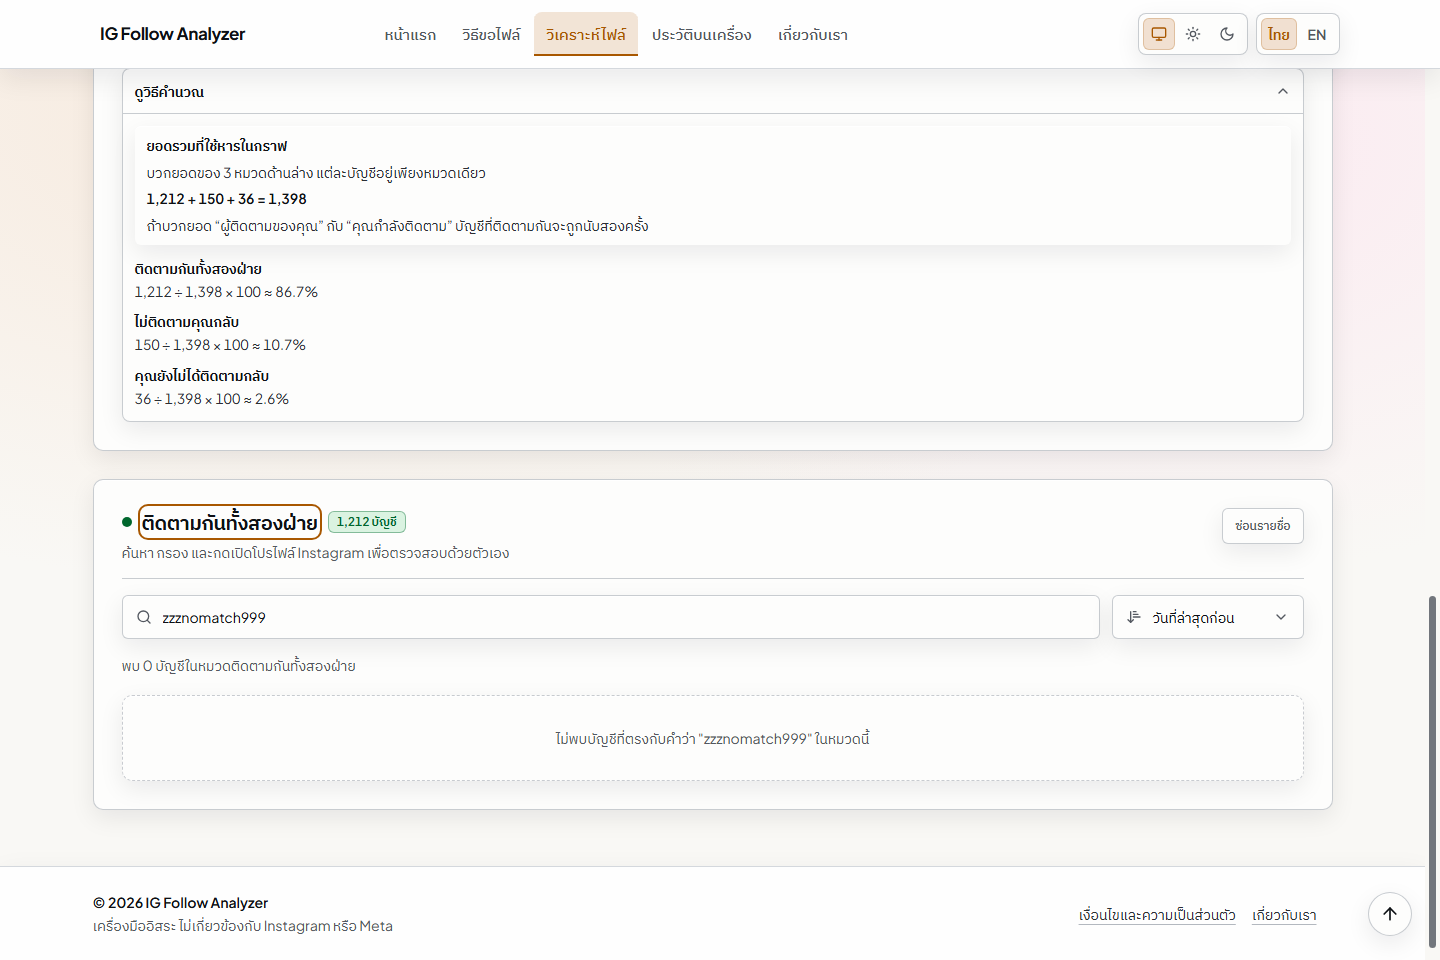 IG Follow Analyzer
หน้าแรก
วิธีขอไฟล์
วิเคราะห์ไฟล์
ประวัติบนเครื่อง
เกี่ยวกับเรา
ไทย
EN
ดูวิธีคำนวณ
ยอดรวมที่ใช้หารในกราฟ
บวกยอดของ 3 หมวดด้านล่าง แต่ละบัญชีอยู่เพียงหมวดเดียว
1,212 + 150 + 36 = 1,398
ถ้าบวกยอด “ผู้ติดตามของคุณ” กับ “คุณกำลังติดตาม” บัญชีที่ติดตามกันจะถูกนับสองครั้ง
ติดตามกันทั้งสองฝ่าย
1,212 ÷ 1,398 × 100 ≈ 86.7%
ไม่ติดตามคุณกลับ
150 ÷ 1,398 × 100 ≈ 10.7%
คุณยังไม่ได้ติดตามกลับ
36 ÷ 1,398 × 100 ≈ 2.6%
ติดตามกันทั้งสองฝ่าย
1,212 บัญชี
ซ่อนรายชื่อ
ค้นหา กรอง และกดเปิดโปรไฟล์ Instagram เพื่อตรวจสอบด้วยตัวเอง
zzznomatch999
วันที่ล่าสุดก่อน
พบ 0 บัญชีในหมวดติดตามกันทั้งสองฝ่าย
ไม่พบบัญชีที่ตรงกับคำว่า "zzznomatch999" ในหมวดนี้
© 2026 IG Follow Analyzer
เครื่องมืออิสระ ไม่เกี่ยวข้องกับ Instagram หรือ Meta
เงื่อนไขและความเป็นส่วนตัว
เกี่ยวกับเรา